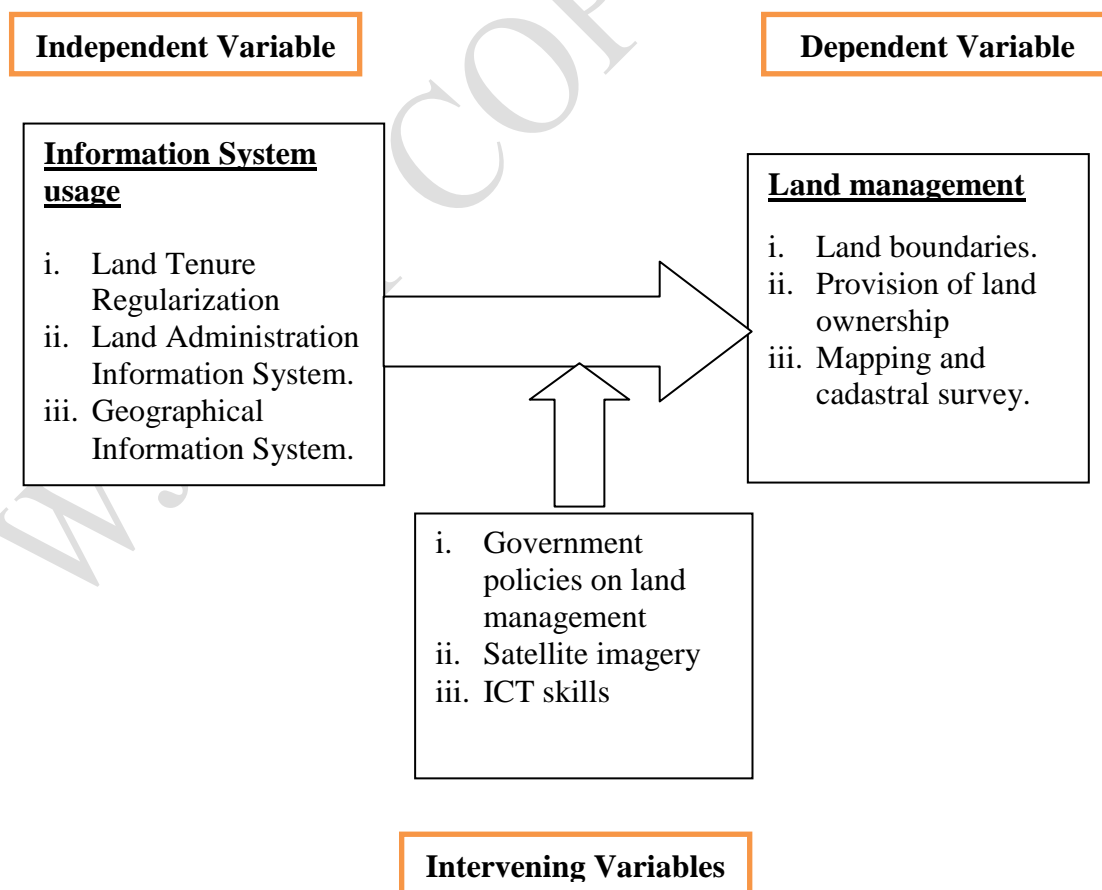 Independent Variable
Dependent Variable
Information System
usage
i. Land Tenure
Regularization
ii. Land Administration
Information System.
iii. Geographical
Information System.
Land management
i. Land boundaries.
ii. Provision of land
ownership
iii. Mapping and
cadastral survey.
i. Government
policies on land
management
ii. Satellite imagery
iii. ICT skills
Intervening Variables